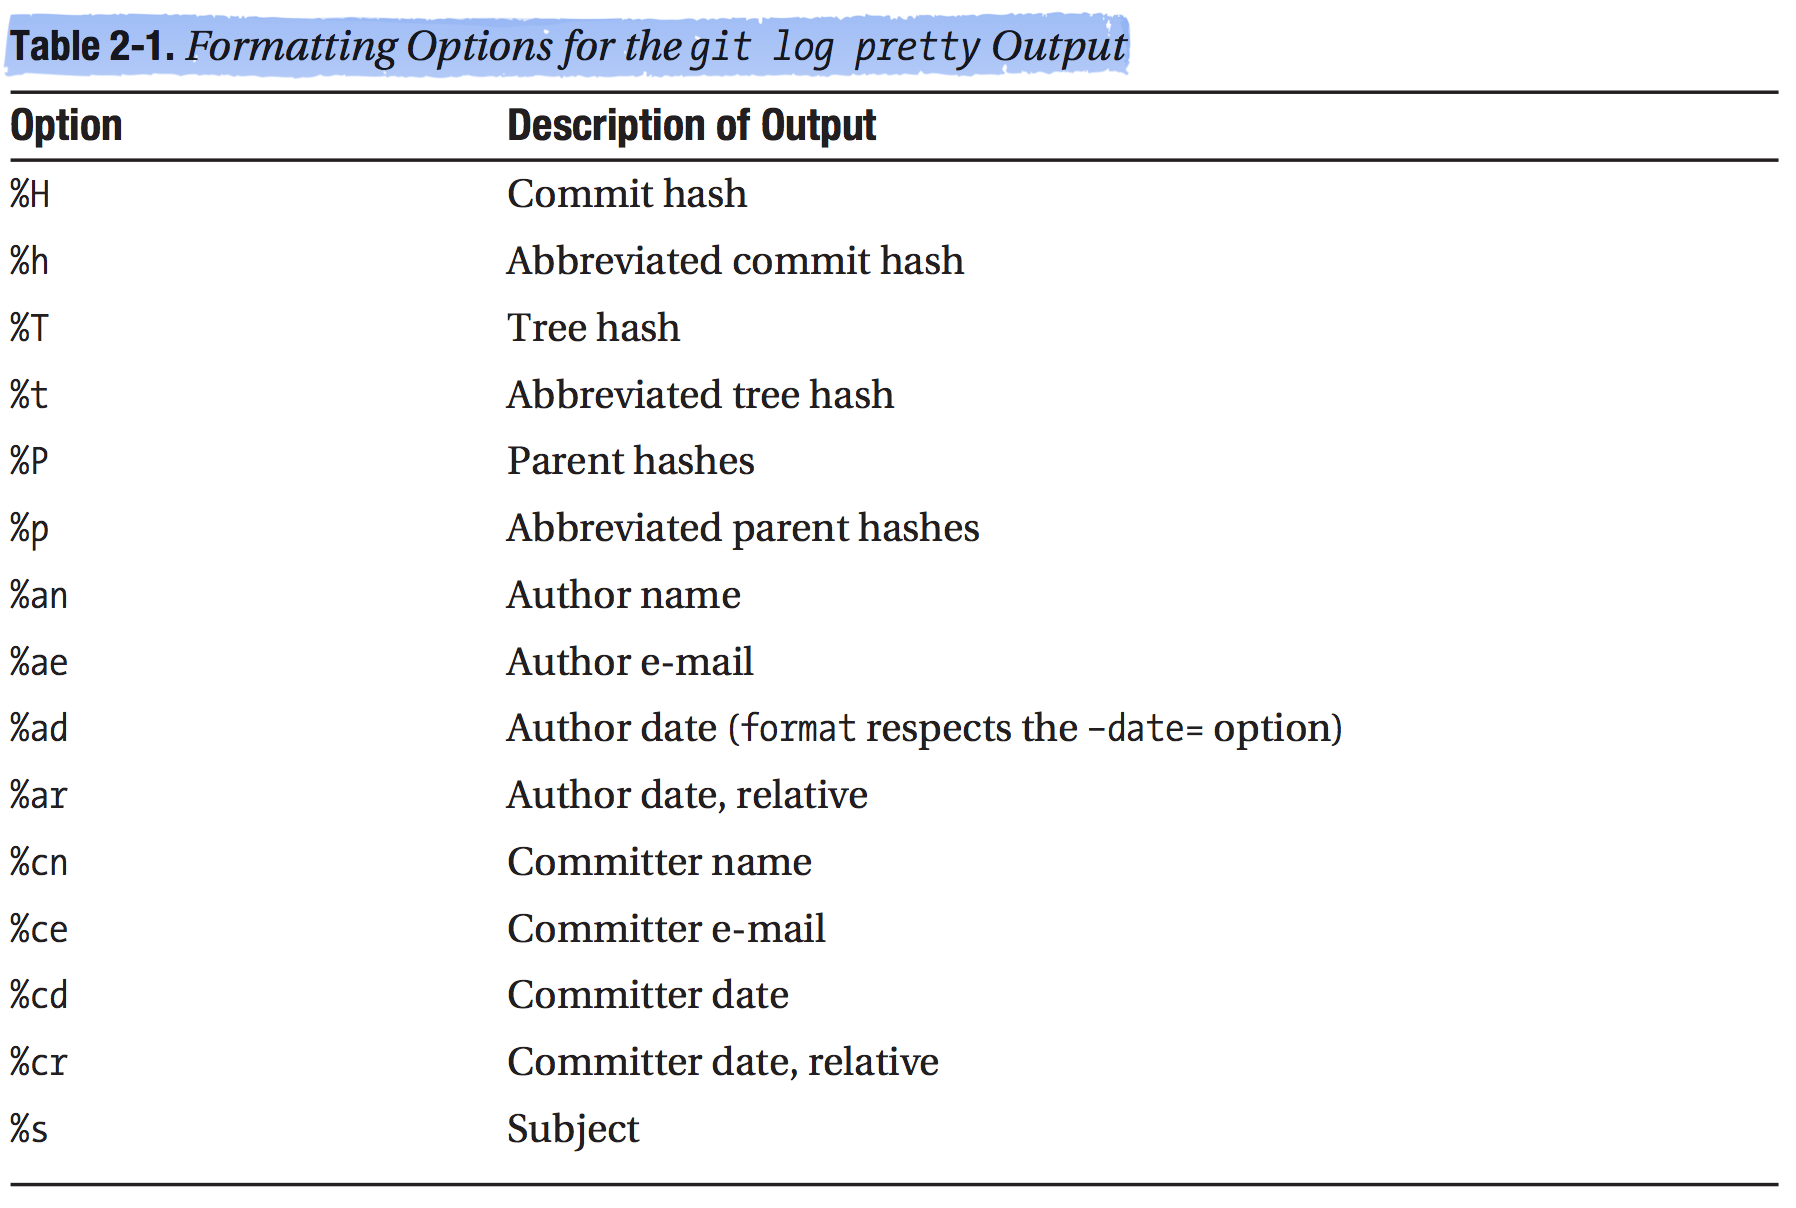 Table 2-1. Formatting Options for the git log pretty Output
Option Description of Output
%H Commit hash
%h Abbreviated commit hash
%T Tree hash
%t Abbreviated tree hash
%P Parent hashes
%p Abbreviated parent hashes
%an Author name
%ae Author e-mail
%ad Author date (format respects the –date= option)
%ar Author date, relative
%cn Committer name
%ce Committer e-mail
%cd Committer date
%cr Committer date, relative
%s Subject